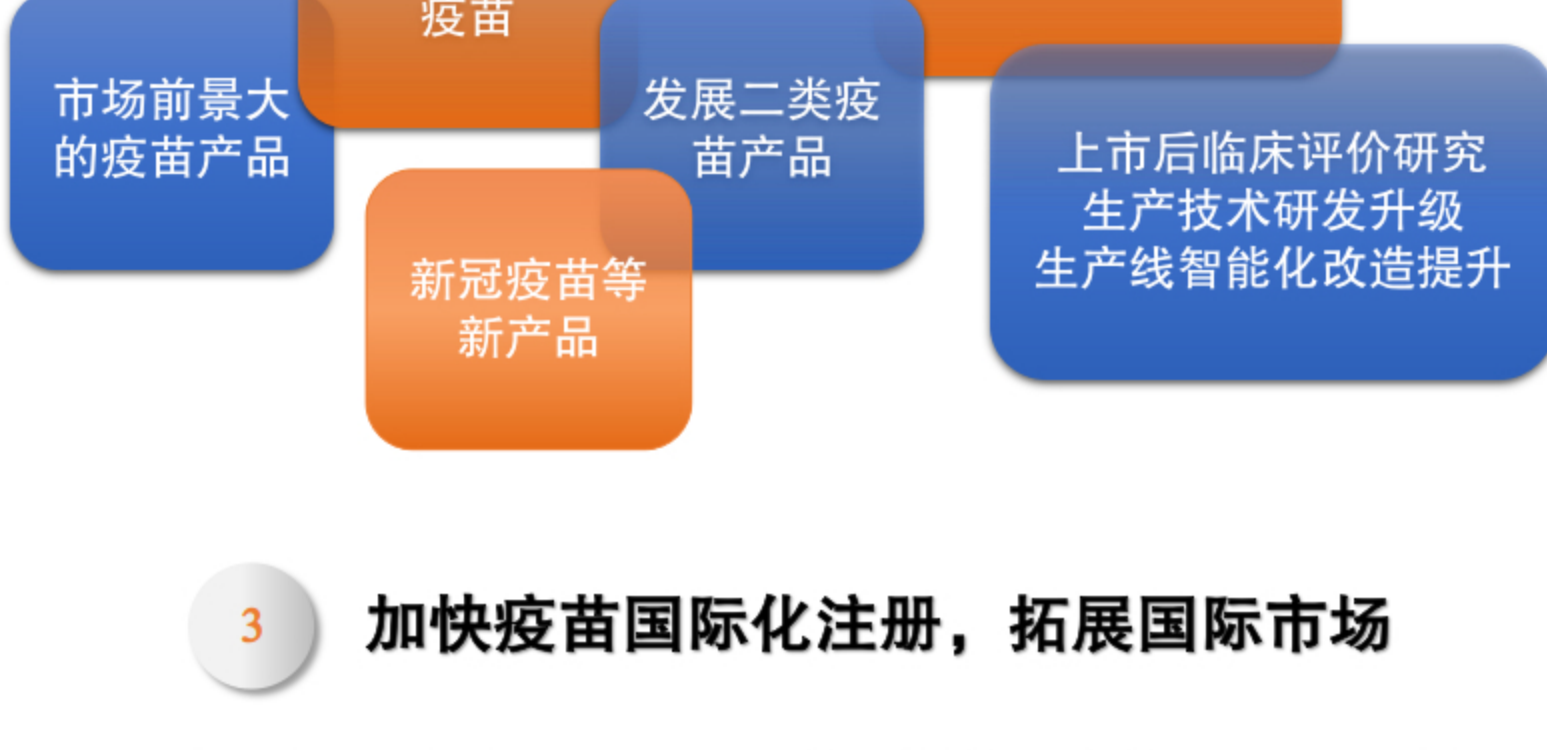 疫苗
市场前景大
的疫苗产品
发展二类疫
苗产品
上市后临床评价研究
生产技术研发升级
生产线智能化改造提升
新冠疫苗等
新产品
3
加快疫苗国际化注册，拓展国际市场